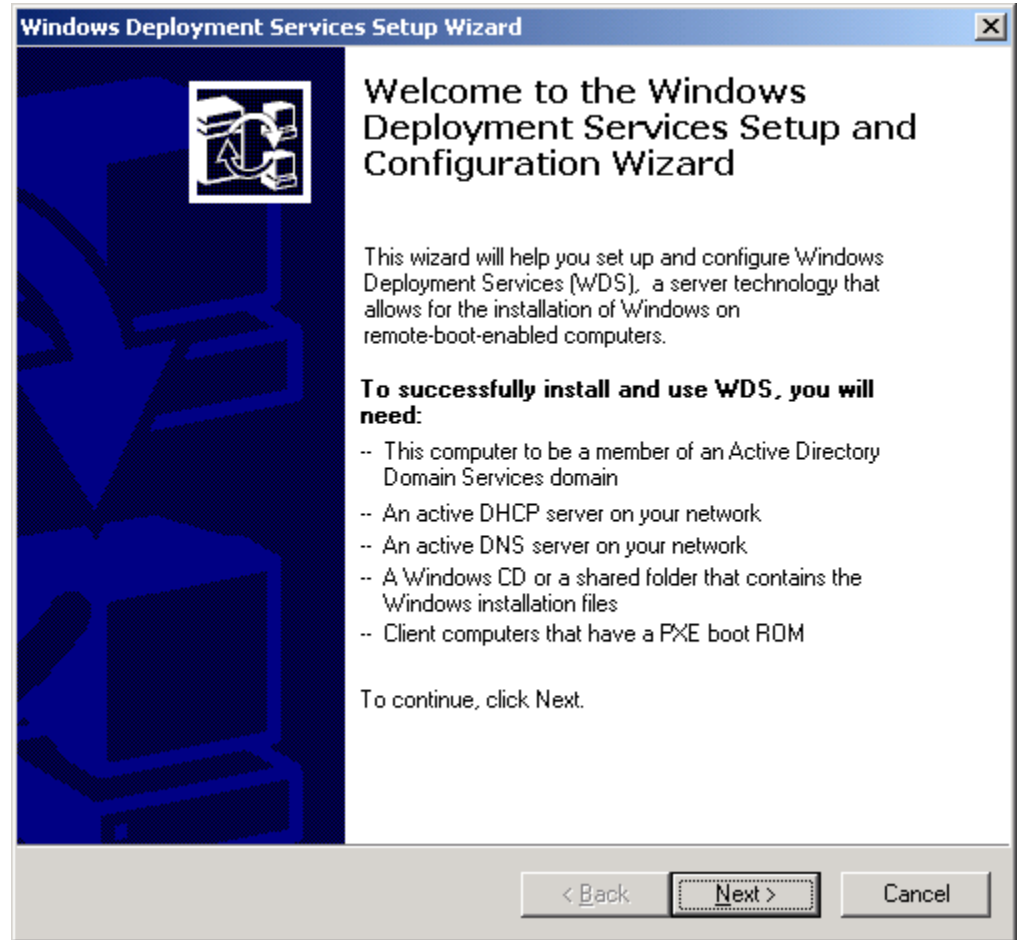 Windows Deployment Services Setup Wizard
Welcome to the Windows
Deployment Services Setup and
Configuration Wizard
This wizard will help you set up and configure Windows
Deployment Services (WDS),  a server technology that
allows for the installation of Windows on
remote-boot-enabled computers.
To successfully install and use WDS, you will
need:
-- This computer to be a member of an Active Directory
Domain Services domain
-- An active DHCP server on your network
-- An active DNS server on your network
-- A Windows CD or a shared folder that contains the
Windows installation files
-- Client computers that have a PXE boot ROM
To continue, click Next.
< Back
Next >
Cancel